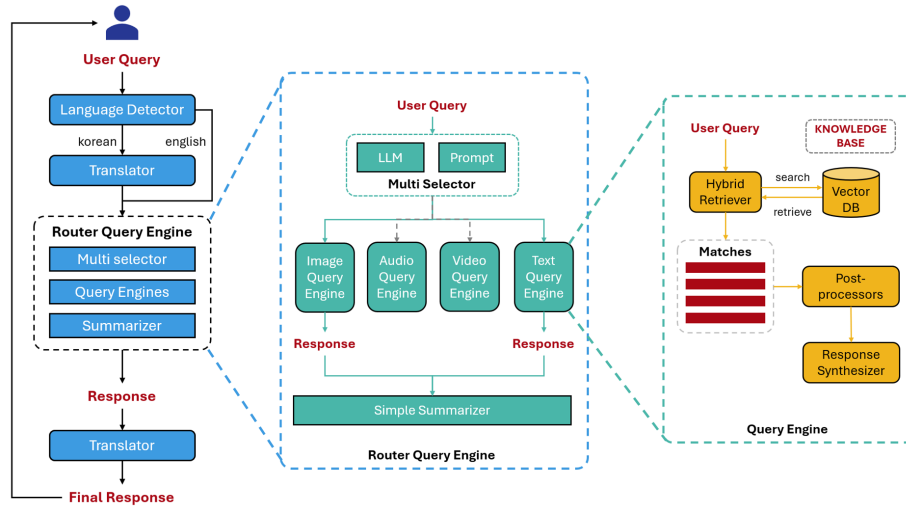 User Query
Language Detector
korean
english
Translator
Router Query Engine
Multi selector
Query Engines
Summarizer
Response
Translator
Final Response
User Query
LLM
Prompt
Multi Selector
Image
Query
Engine
Audio
Query
Engine
Video
Query
Engine
Text
Query
Engine
Response
Response
Simple Summarizer
Router Query Engine
User Query
KNOWLEDGE
BASE
Hybrid
Retriever
search
retrieve
Vector
DB
Matches
Post-
processors
Response
Synthesizer
Query Engine